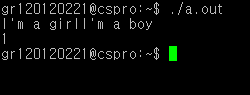 gr120120221@cspro:~$ ./a.out
I'm a girlI'm a boy
1
gr120120221@cspro:~$